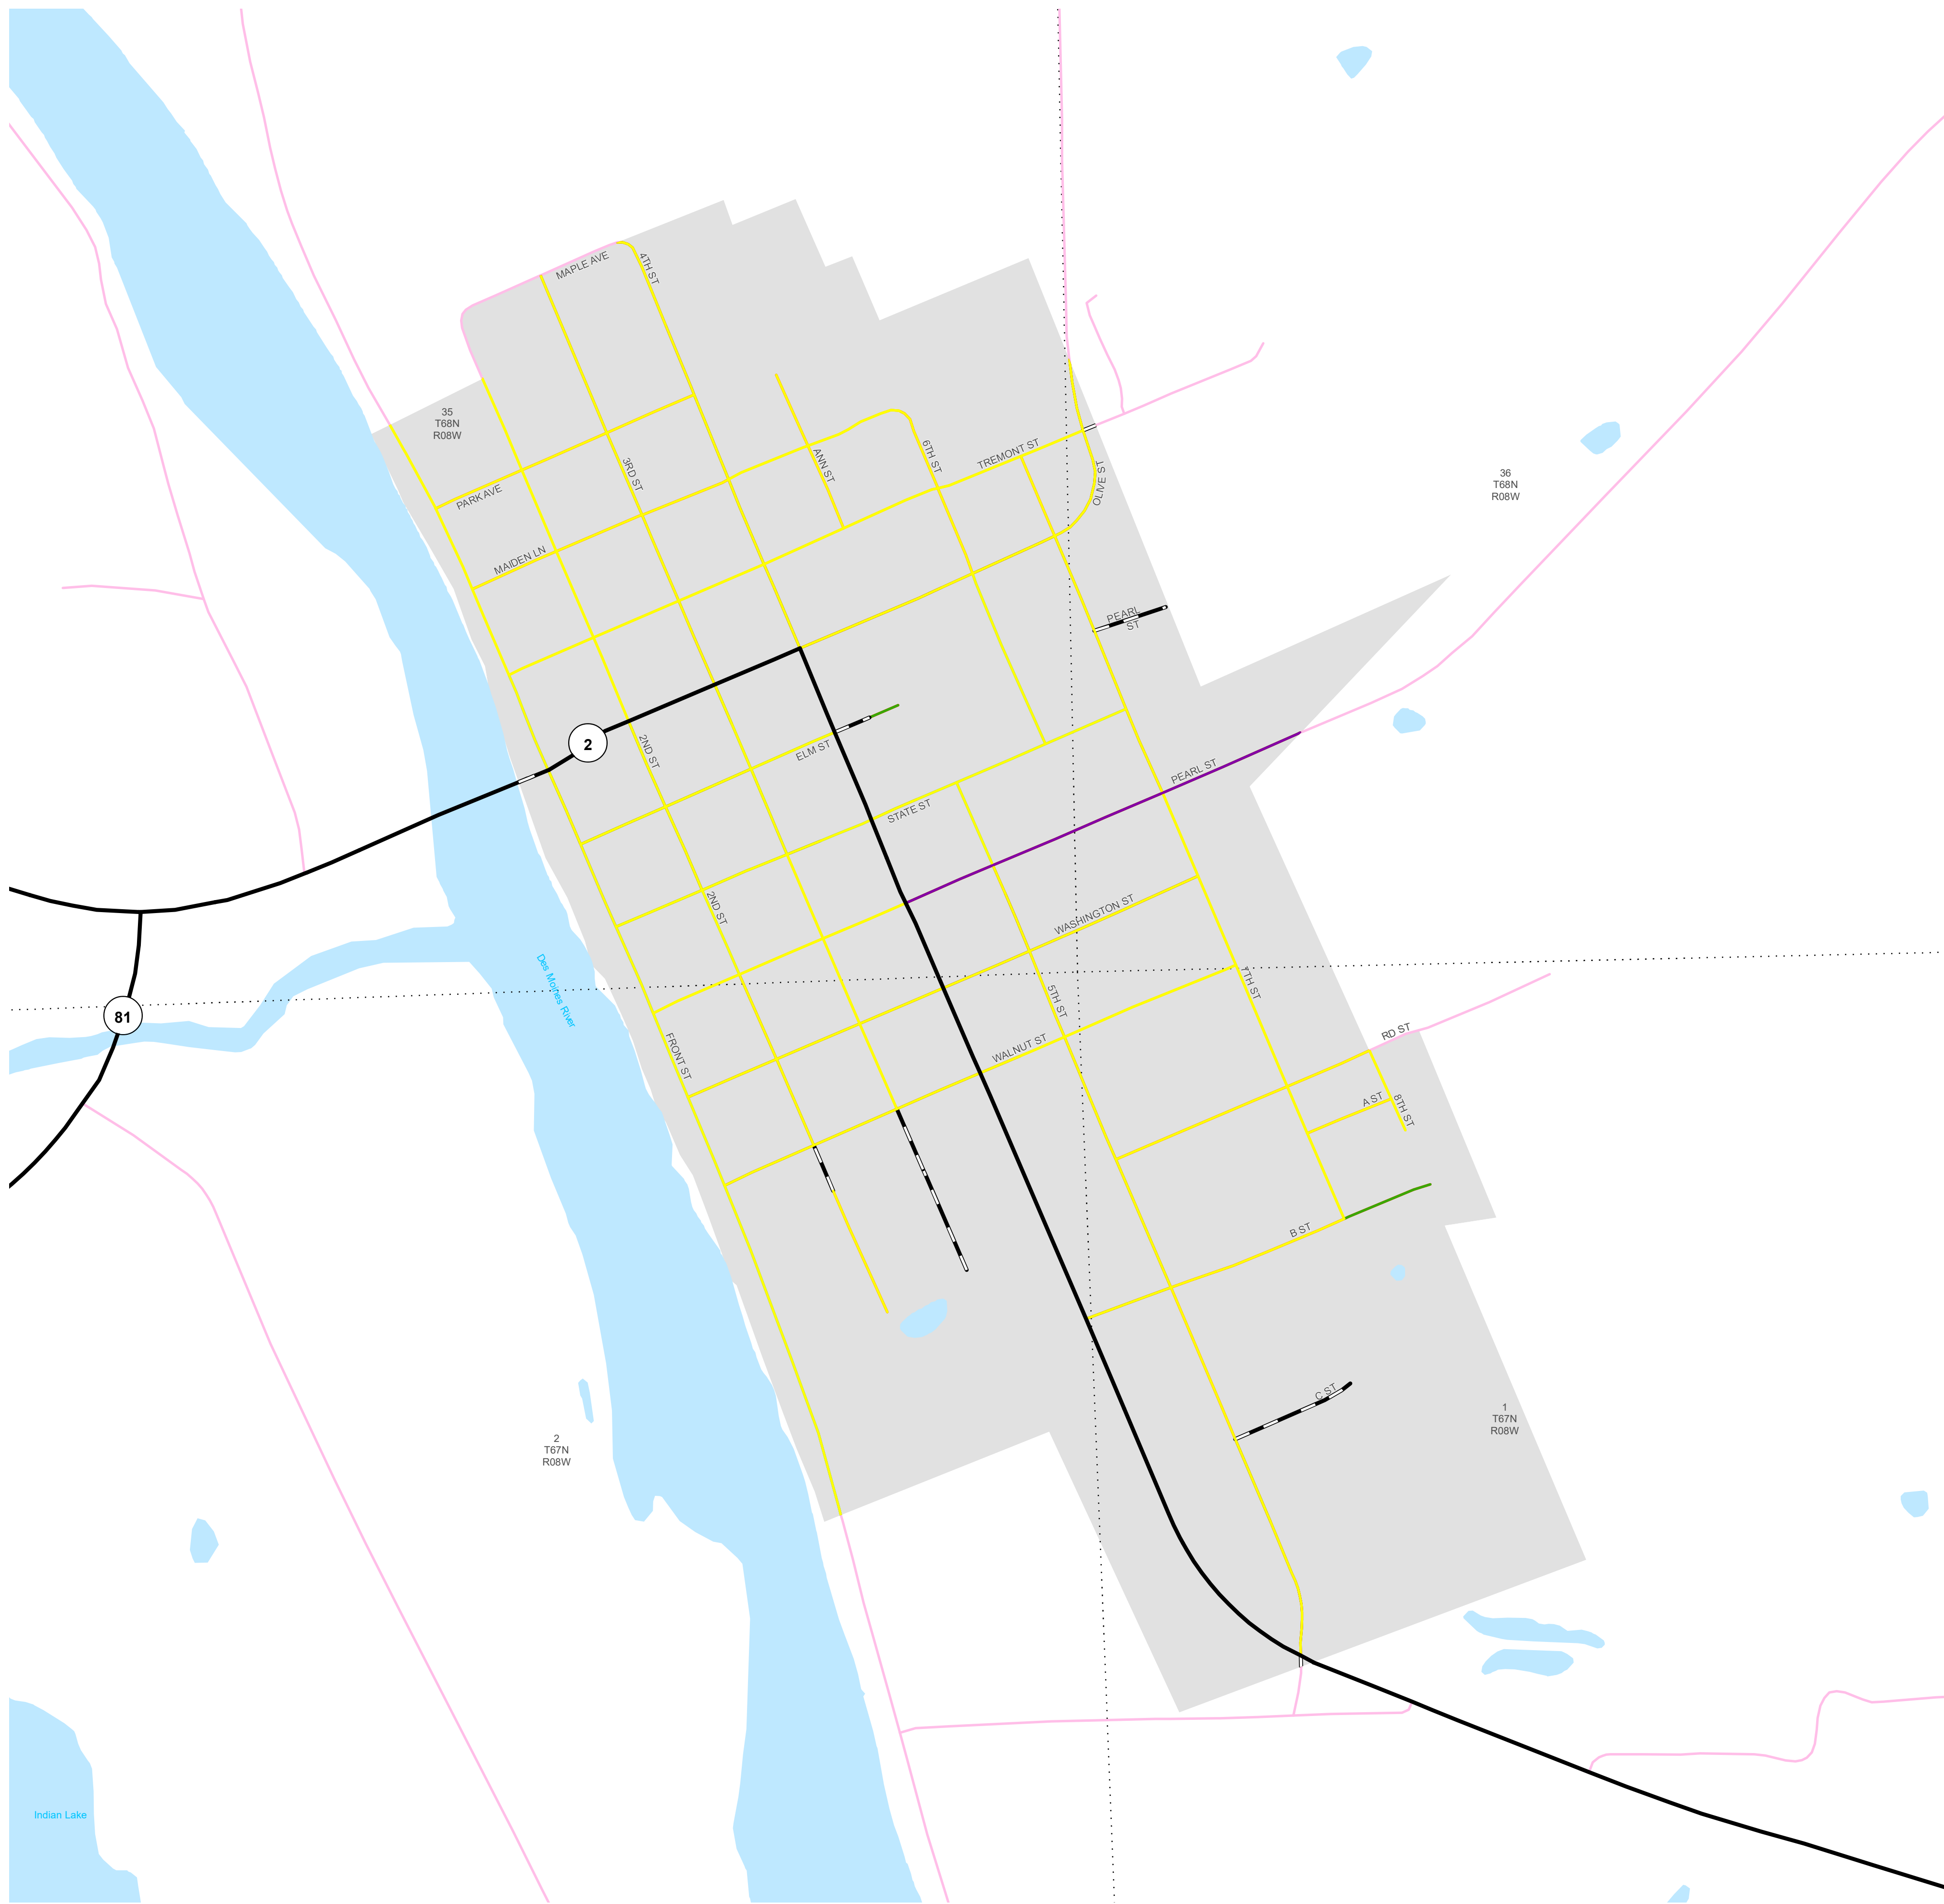 MAPLE AVE
4TH ST
35
T68N
R08W
PARK AVE
3RD ST
ANN ST
6TH ST
TREMONT ST
OLIVE ST
36
T68N
R08W
MAIDEN LN
PEARL
ST
2
2ND ST
ELM ST
STATE ST
PEARL ST
2ND ST
WASHINGTON ST
Des Moines River
81
5TH ST
7TH ST
FRONT ST
WALNUT ST
RD ST
A ST
8TH ST
B ST
C ST
2
T67N
R08W
1
T67N
R08W
Indian Lake